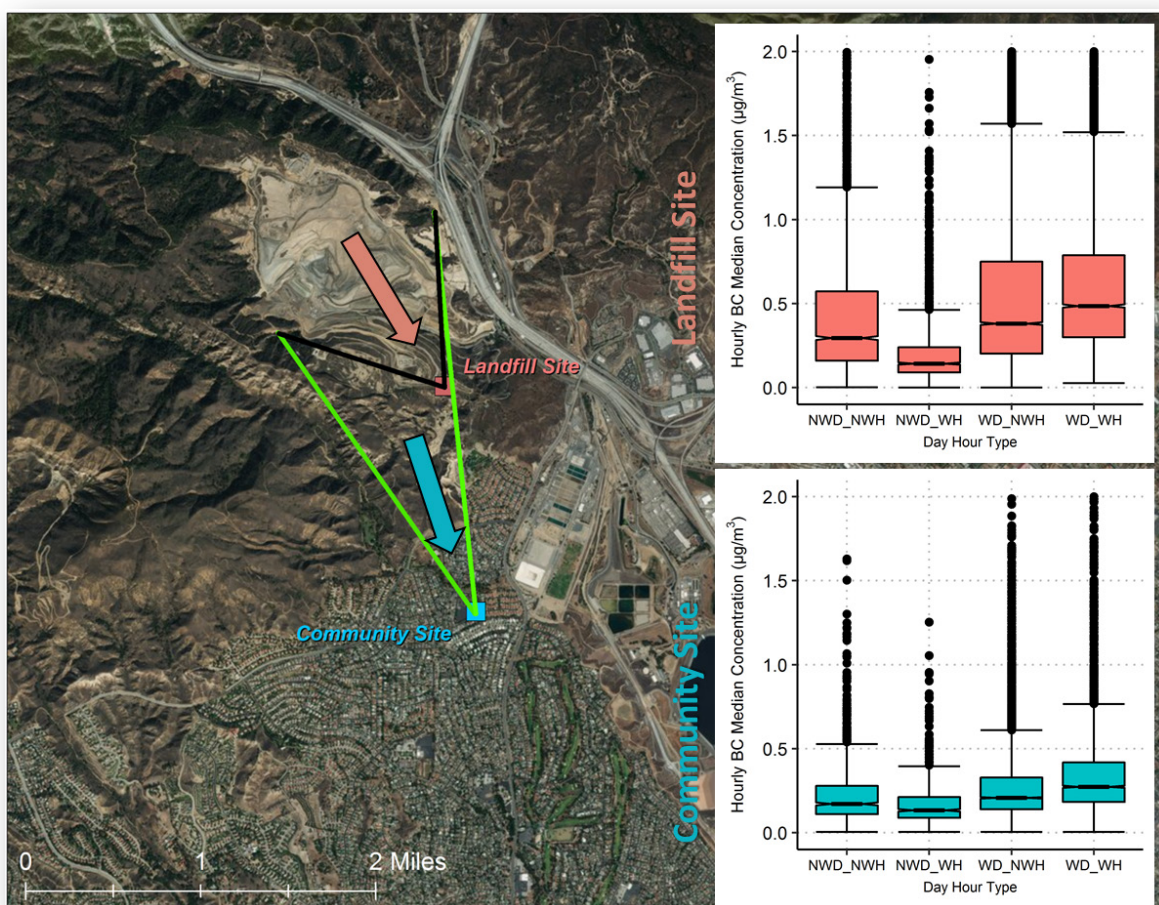 Landfill Site
Community Site
0 1 2 Miles
Landfill Site
Hourly BC Median Concentration (µg/m³)
2.0
1.5
1.0
0.5
0.0
NWD_NWH NWD_WH WD_NWH WD_WH
Day Hour Type
Community Site
Hourly BC Median Concentration (µg/m³)
2.0
1.5
1.0
0.5
0.0
NWD_NWH NWD_WH WD_NWH WD_WH
Day Hour Type